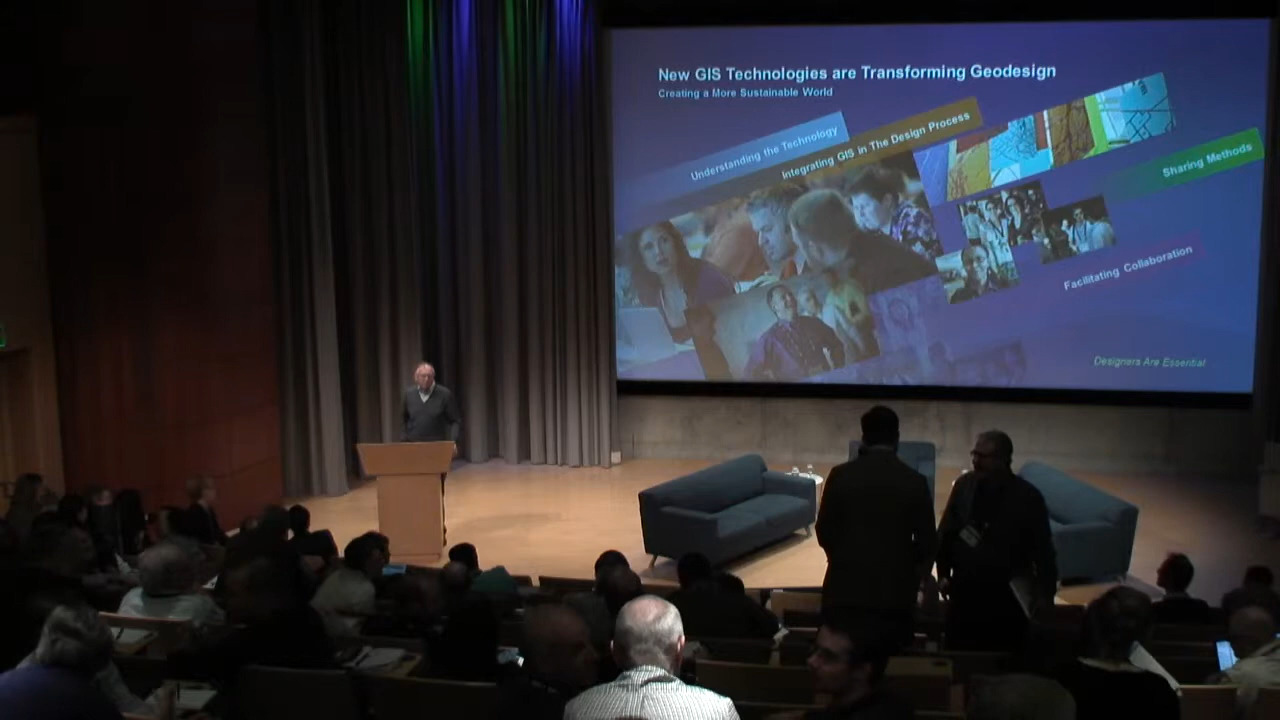 New GIS Technologies are Transforming Geodesign
Creating a More Sustainable World
Understanding the Technology
Integrating GIS in The Design Process
Sharing Methods
Facilitating Collaboration
Designers Are Essential